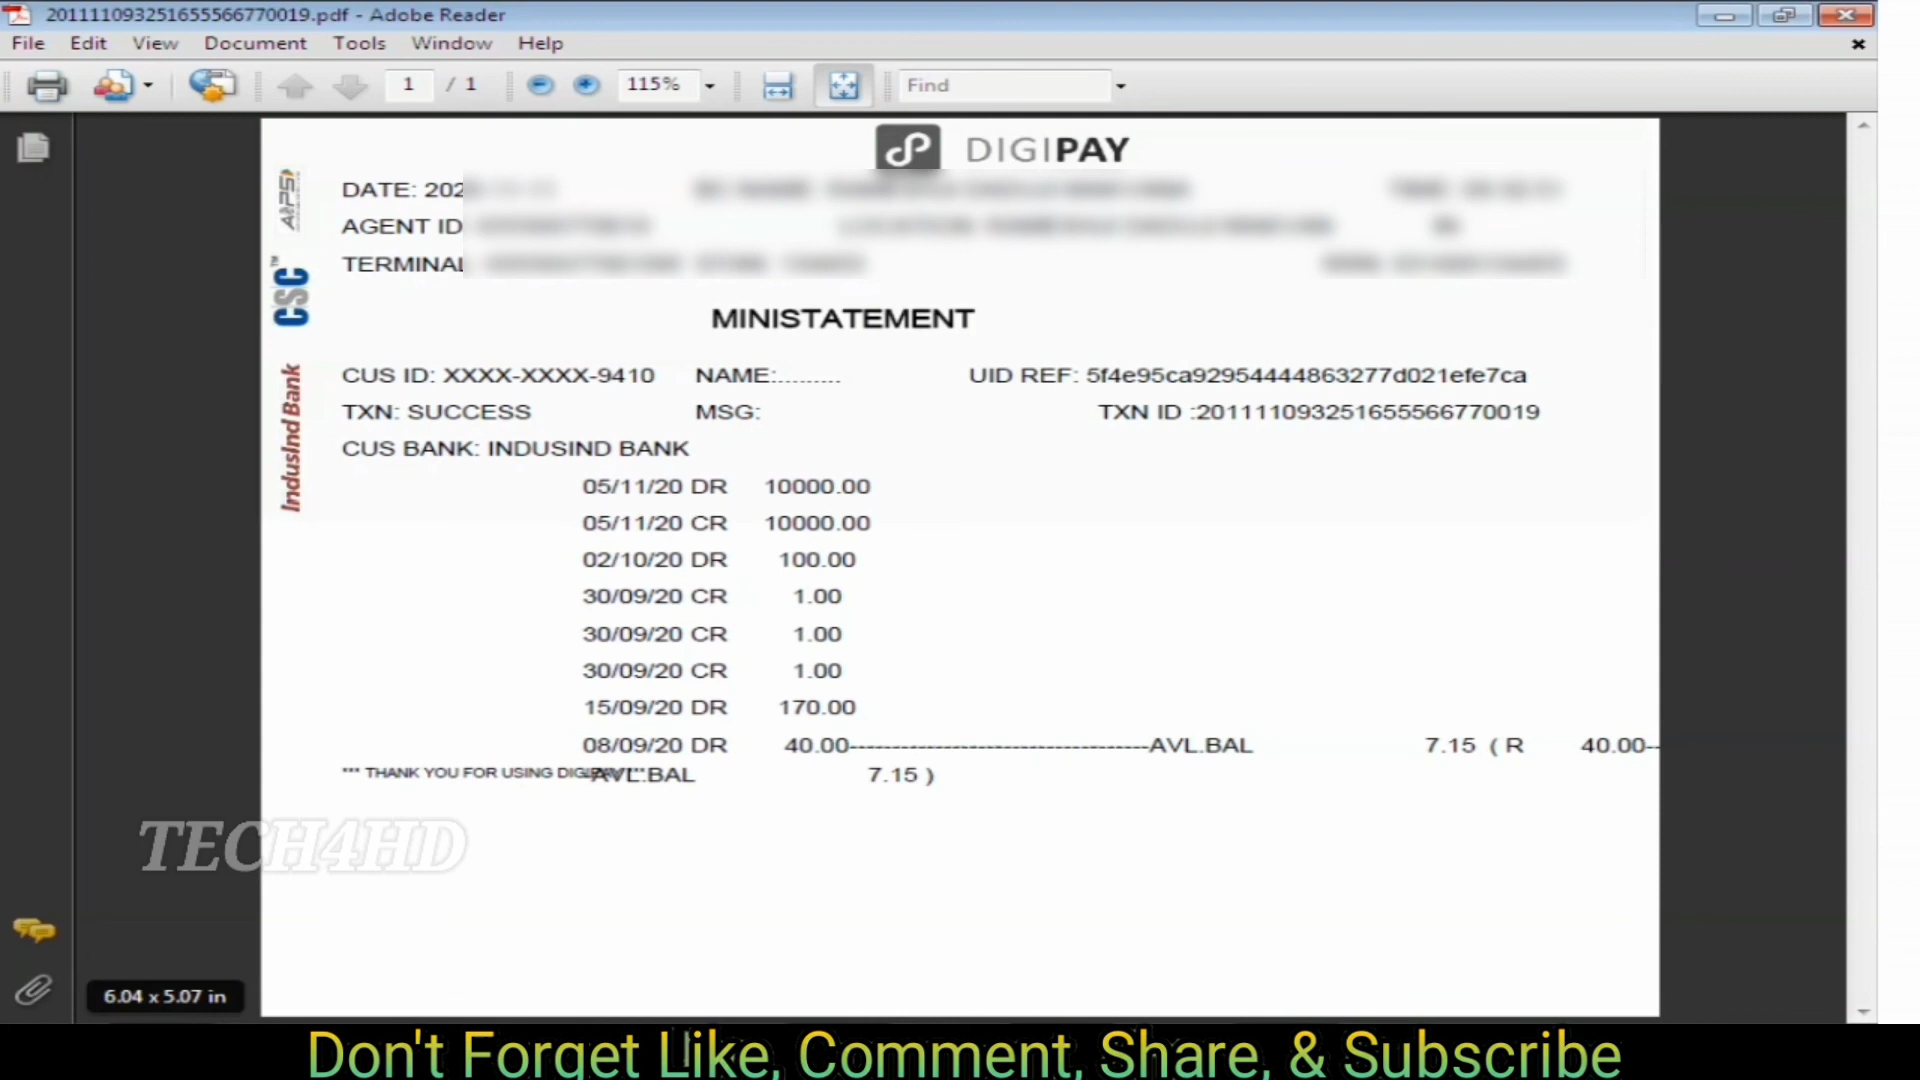 201111093251655566770019.pdf - Adobe Reader
File Edit View Document Tools Window Help
1 / 1 115% Find
DIGIPAY
AIPS
DATE: 202
AGENT ID
TERMINAL
CSC™
MINISTATEMENT
IndusInd Bank
CUS ID: XXXX-XXXX-9410 NAME:......... UID REF: 5f4e95ca92954444863277d021efe7ca
TXN: SUCCESS MSG: TXN ID :201111093251655566770019
CUS BANK: INDUSIND BANK
05/11/20 DR 10000.00
05/11/20 CR 10000.00
02/10/20 DR 100.00
30/09/20 CR 1.00
30/09/20 CR 1.00
30/09/20 CR 1.00
15/09/20 DR 170.00
08/09/20 DR 40.00-----------------------------------AVL.BAL 7.15 ( R 40.00--
*** THANK YOU FOR USING DIGIPAY *** -AVL.BAL 7.15 )
TECH4HD
6.04 x 5.07 in
Don't Forget Like, Comment, Share, & Subscribe